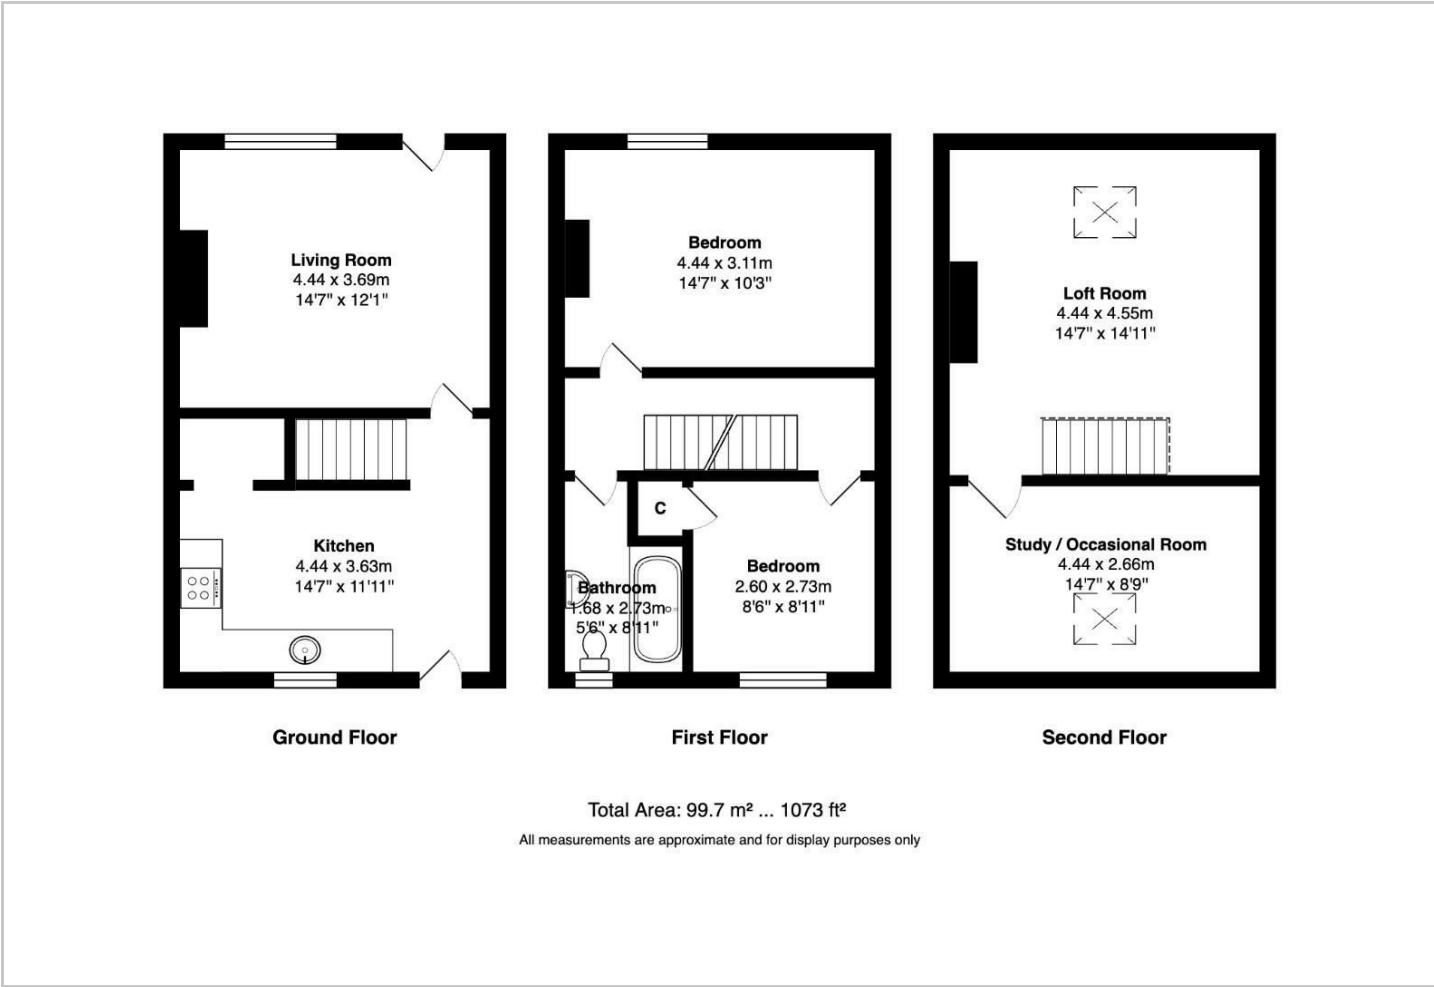 Living Room
4.44 x 3.69m
14'7" x 12'1"
Kitchen
4.44 x 3.63m
14'7" x 11'11"
Ground Floor
Bedroom
4.44 x 3.11m
14'7" x 10'3"
C
Bathroom
1.68 x 2.73m
5'6" x 8'11"
Bedroom
2.60 x 2.73m
8'6" x 8'11"
First Floor
Loft Room
4.44 x 4.55m
14'7" x 14'11"
Study / Occasional Room
4.44 x 2.66m
14'7" x 8'9"
Second Floor
Total Area: 99.7 m² ... 1073 ft²
All measurements are approximate and for display purposes only